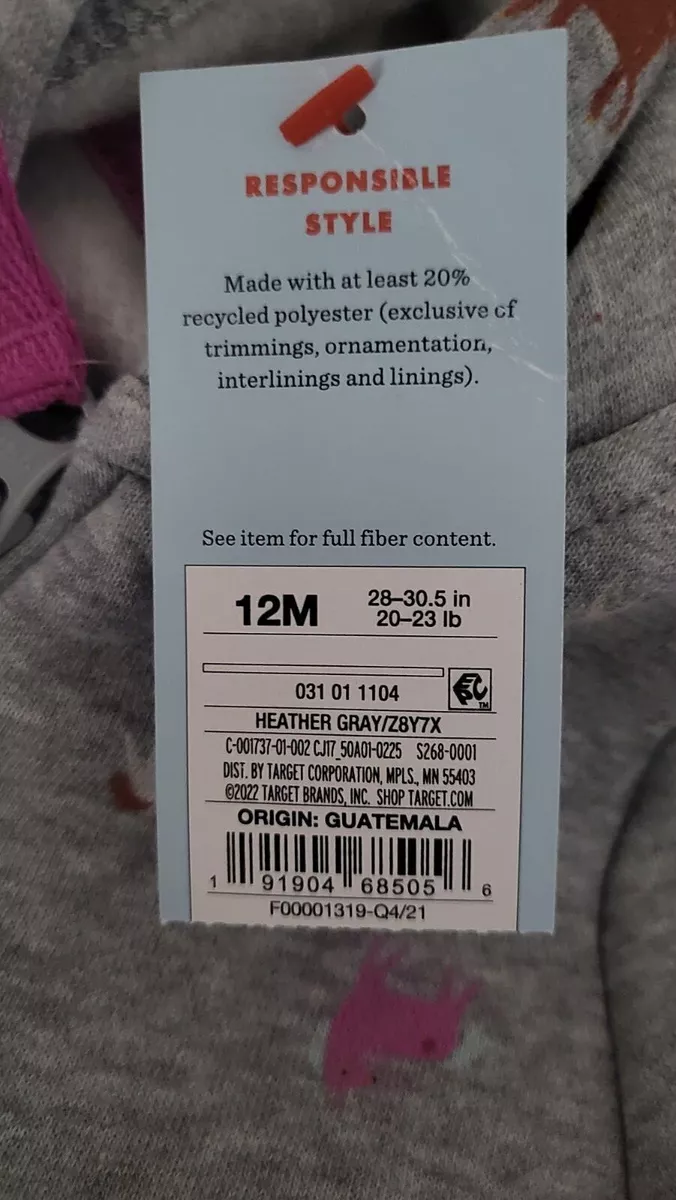 RESPONSIBLE
STYLE
Made with at least 20%
recycled polyester (exclusive of
trimmings, ornamentation,
interlinings and linings).
See item for full fiber content.
12M
28–30.5 in
20–23 lb
031 01 1104
TM
HEATHER GRAY/Z8Y7X
C-001737-01-002 CJ17_50A01-0225 S268-0001
DIST. BY TARGET CORPORATION, MPLS., MN 55403
©2022 TARGET BRANDS, INC. SHOP TARGET.COM
ORIGIN: GUATEMALA
1 91904 68505 6
F00001319-Q4/21